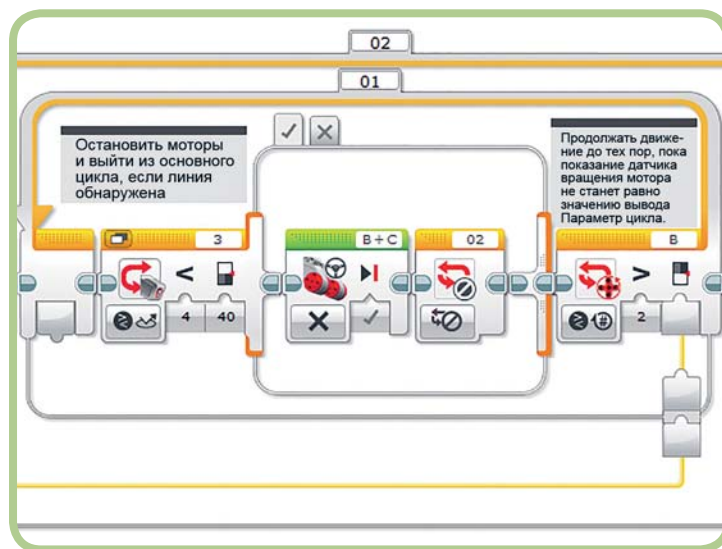 02
01
Остановить моторы
и выйти из основного
цикла, если линия
обнаружена
Продолжать движе-
ние до тех пор, пока
показание датчика
вращения мотора
не станет равно
значению вывода
Параметр цикла.
3
B+C
02
B
<
>
4
40
2
#